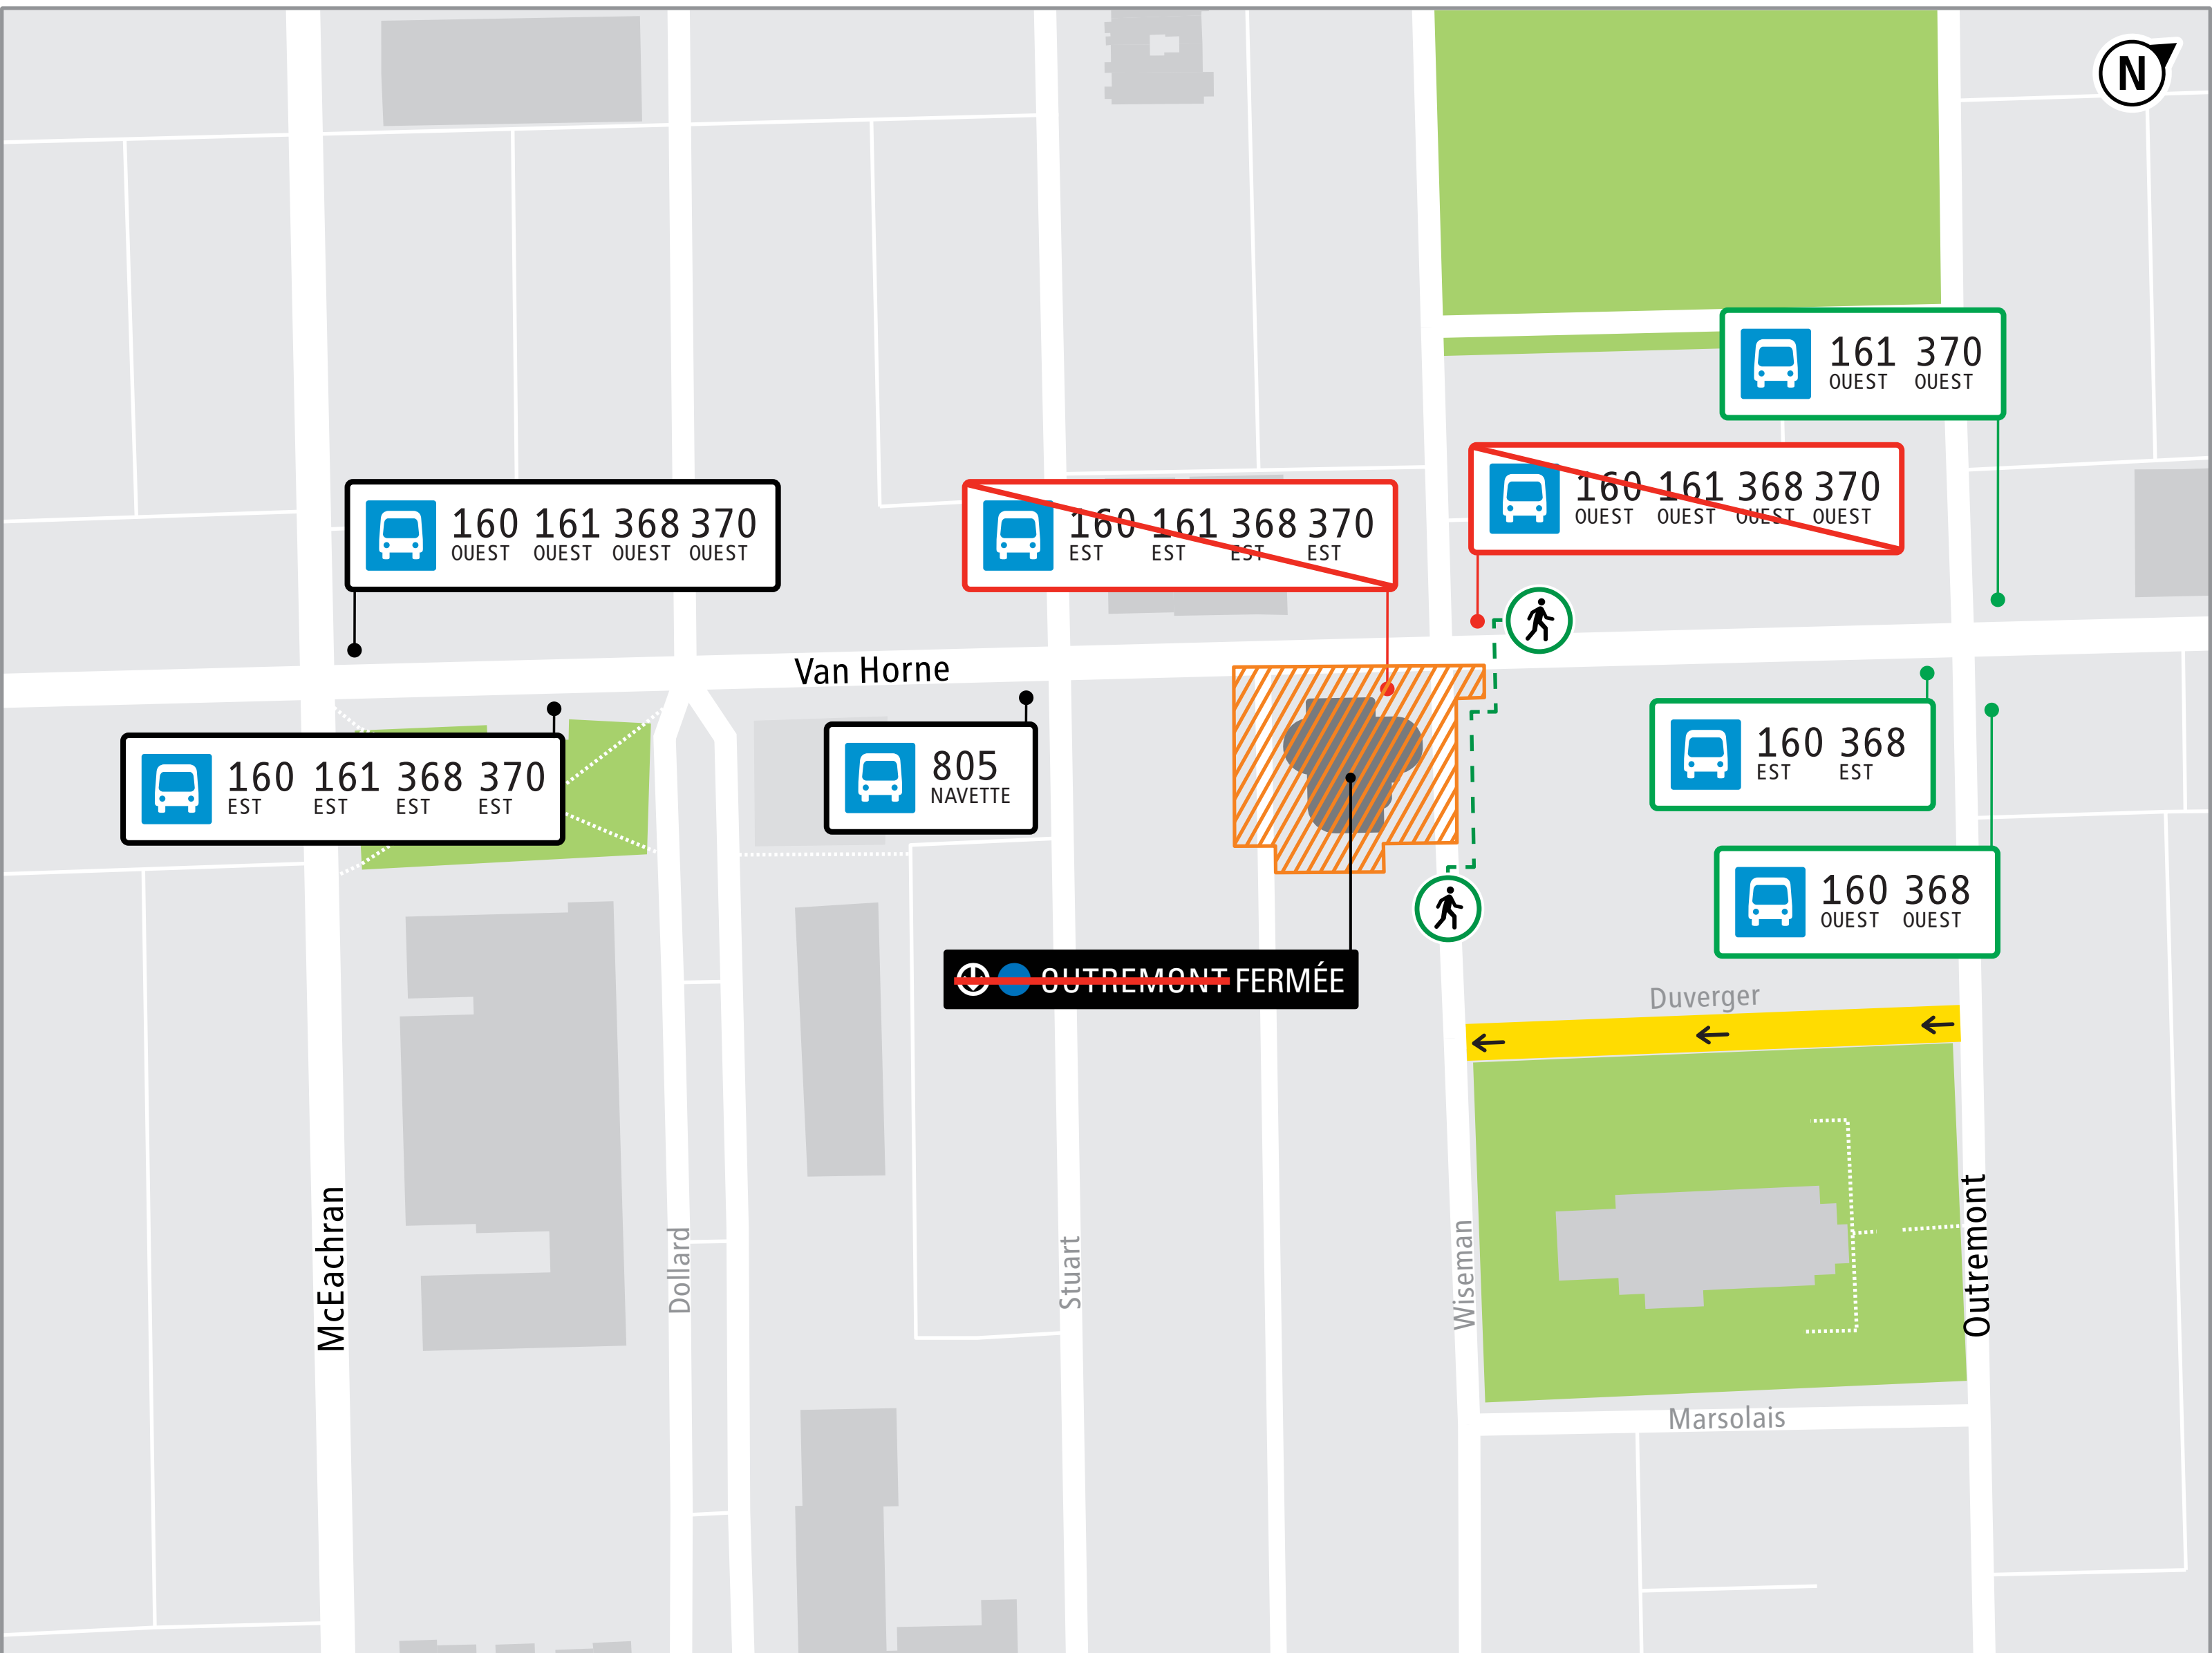 N
161 370
OUEST OUEST
160 161 368 370
OUEST OUEST OUEST OUEST
160 161 368 370
EST EST EST EST
160 161 368 370
OUEST OUEST OUEST OUEST
Van Horne
160 161 368 370
EST EST EST EST
805
NAVETTE
160 368
EST EST
160 368
OUEST OUEST
OUTREMONT FERMÉE
Duverger
McEachran
Dollard
Stuart
Wiseman
Outremont
Marsolais